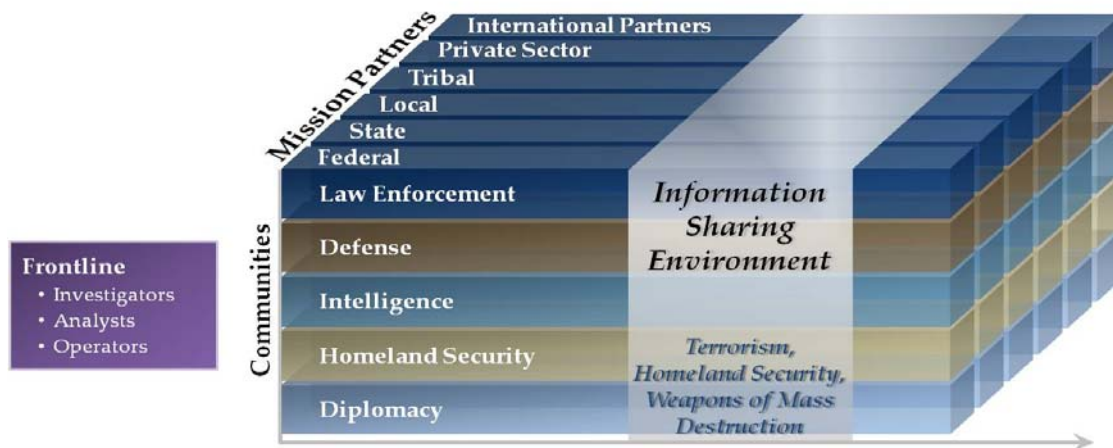 Mission Partners
International Partners
Private Sector
Tribal
Local
State
Federal
Communities
Law Enforcement
Defense
Intelligence
Homeland Security
Diplomacy
Information
Sharing
Environment
Terrorism,
Homeland Security,
Weapons of Mass
Destruction
Frontline
• Investigators
• Analysts
• Operators